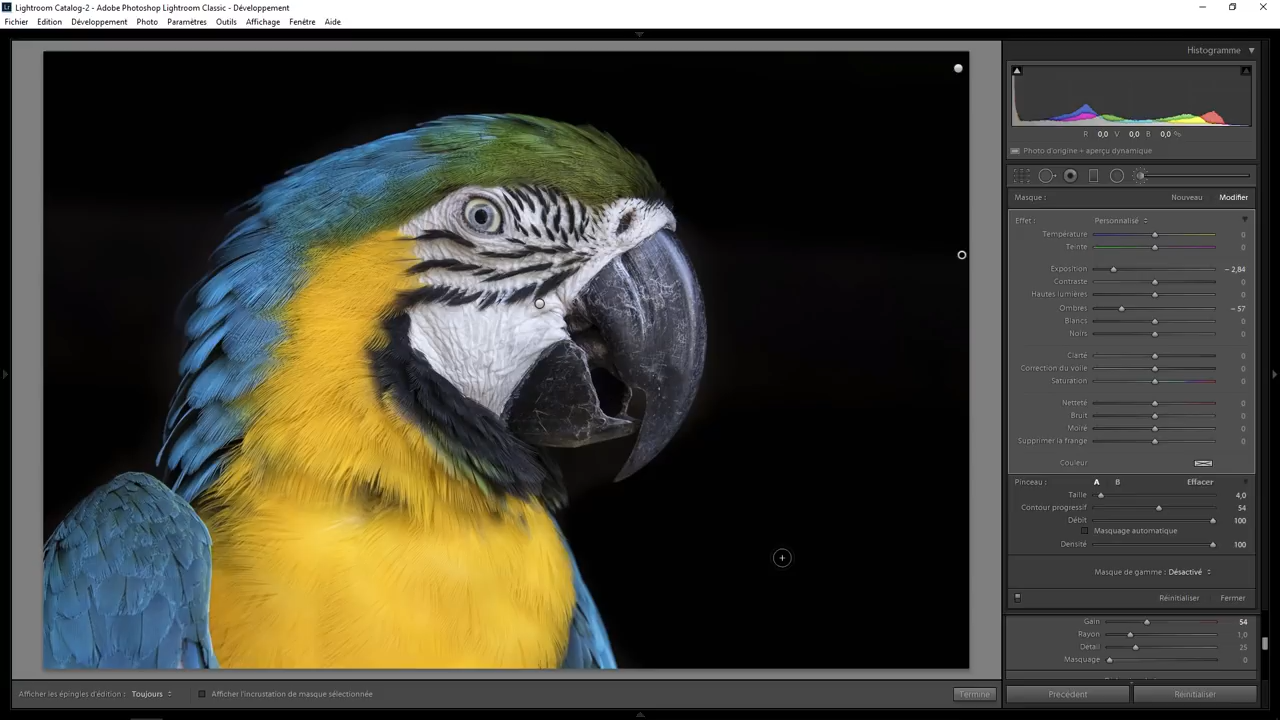 Lightroom Catalog-2 - Adobe Photoshop Lightroom Classic - Développement
Fichier Edition Développement Photo Paramètres Outils Affichage Fenêtre Aide
Histogramme
R 0,0 V 0,0 B 0,0 %
Photo d'origine + aperçu dynamique
Masque : Nouveau Modifier
Effet : Personnalisé
Température 0
Teinte 0
Exposition - 2,84
Contraste 0
Hautes lumières 0
Ombres - 57
Blancs 0
Noirs 0
Clarté 0
Correction du voile 0
Saturation 0
Netteté 0
Bruit 0
Moiré 0
Supprimer la frange 0
Couleur
Pinceau : A B Effacer
Taille 4,0
Contour progressif 54
Débit 100
Masquage automatique
Densité 100
Masque de gamme : Désactivé
Réinitialiser Fermer
Gain 54
Rayon 1,0
Détail 25
Masquage 0
Afficher les épingles d'édition : Toujours Afficher l'incrustation de masque sélectionnée Terminé
Précédent Réinitialiser